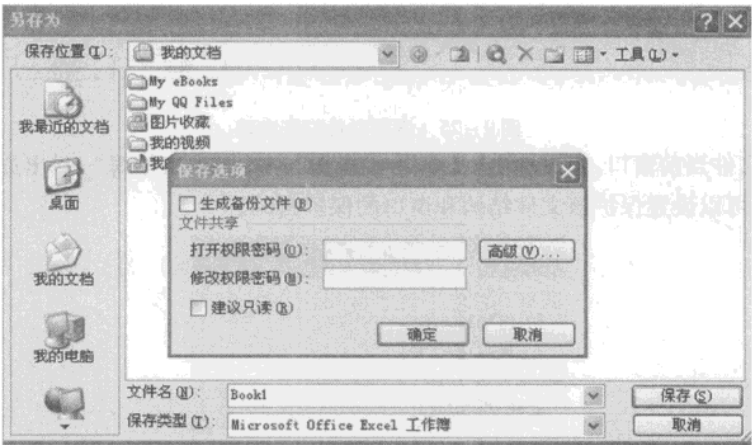 另存为
保存位置(I):
我的文档
工具(L)
My eBooks
My QQ Files
图片收藏
我的视频
我
我最近的文档
桌面
我的文档
我的电脑
保存选项
生成备份文件(B)
文件共享
打开权限密码(O):
高级(V)...
修改权限密码(M):
建议只读(R)
确定
取消
文件名(N):
Book1
保存(S)
保存类型(T):
Microsoft Office Excel 工作簿
取消